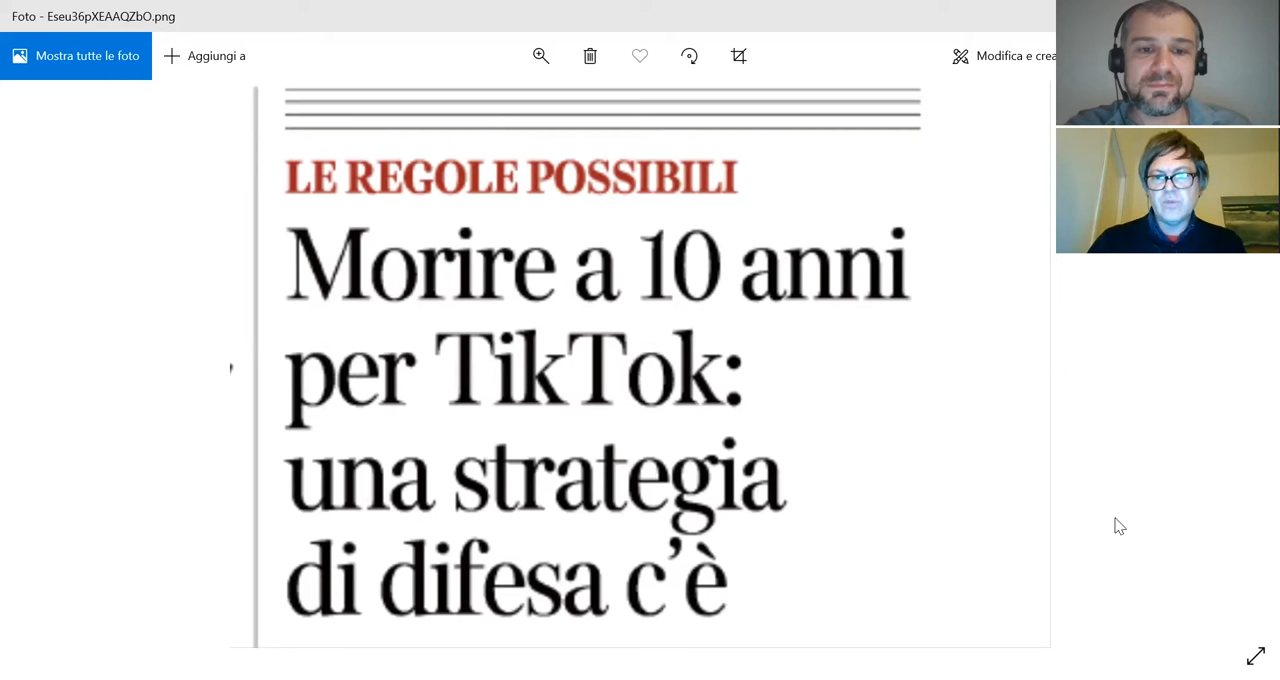 Foto - Eseu36pXEAAQZbO.png
Mostra tutte le foto
Aggiungi a
Modifica e crea
LE REGOLE POSSIBILI
Morire a 10 anni
per TikTok:
una strategia
di difesa c'è